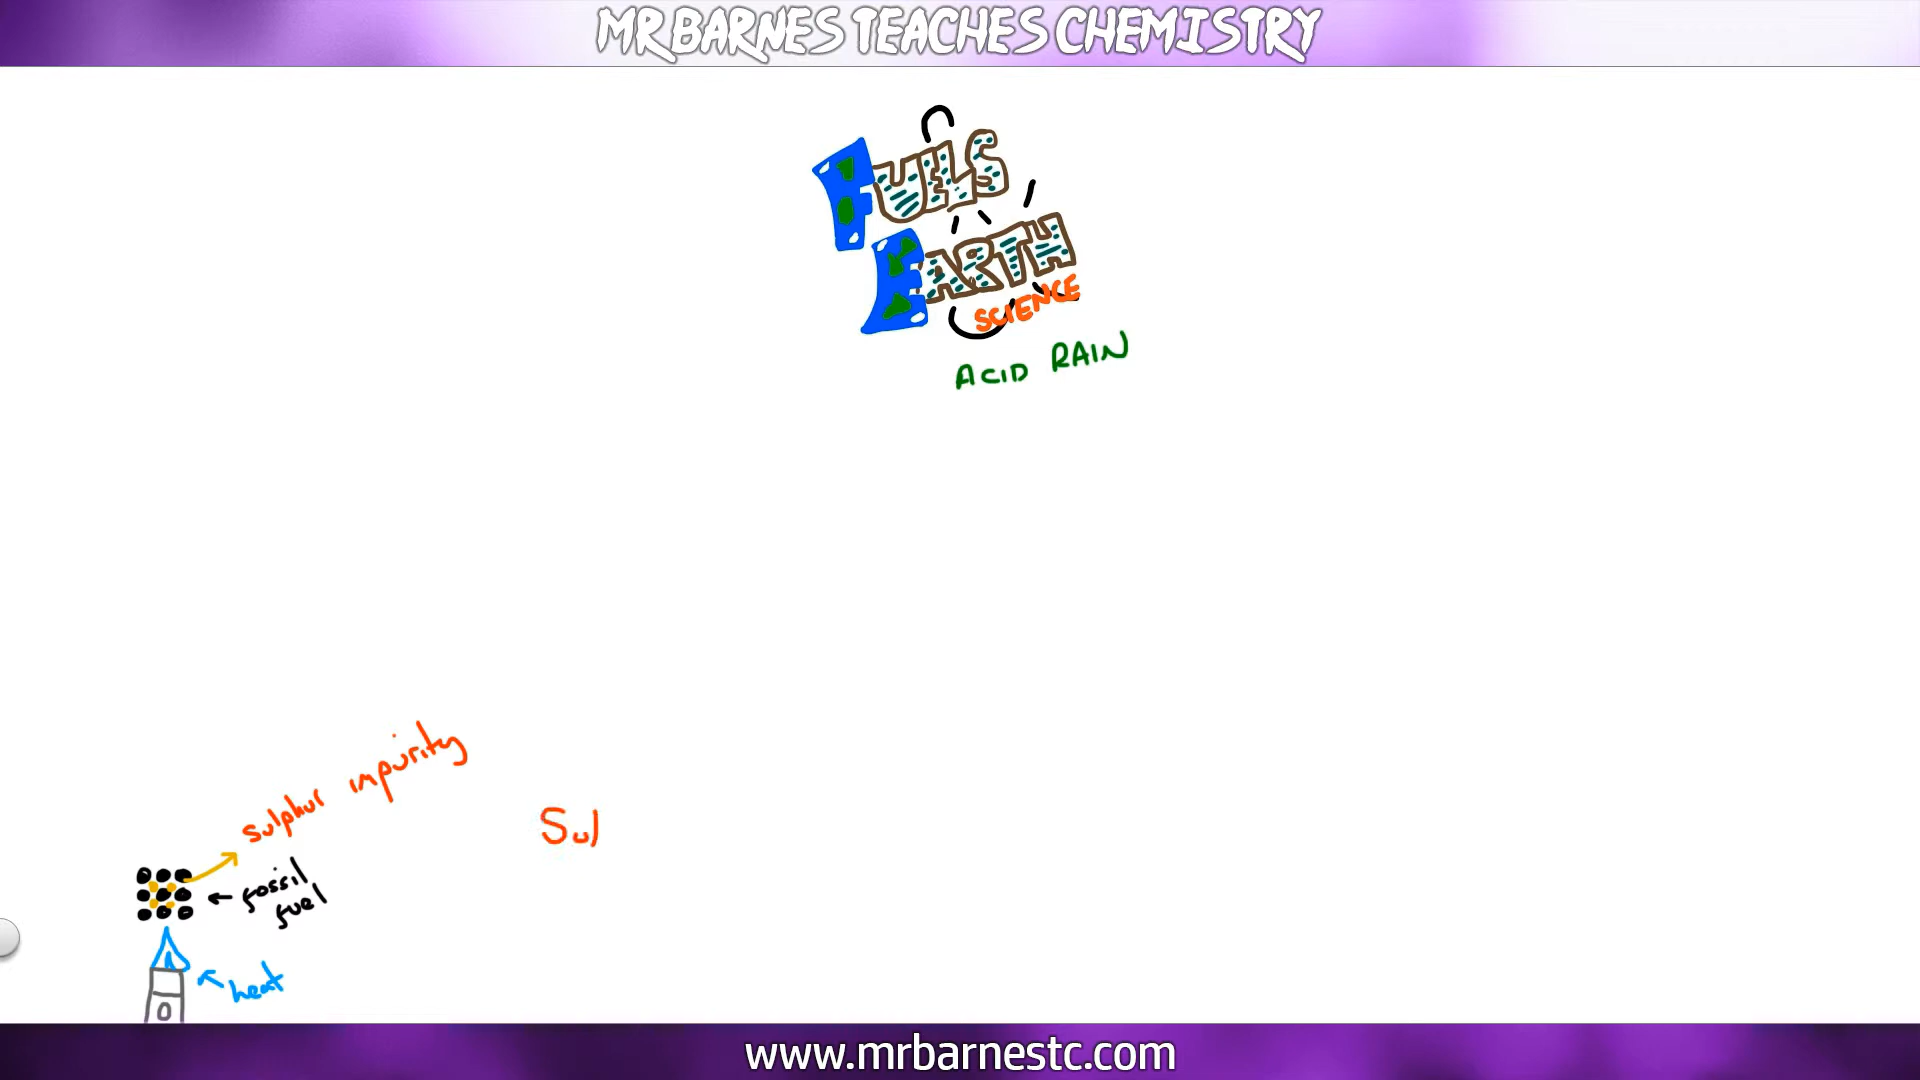 MR BARNES TEACHES CHEMISTRY
FUELS
EARTH
SCIENCE
ACID RAIN
sulphur impurity
Sul
fossil
fuel
heat
www.mrbarnestc.com